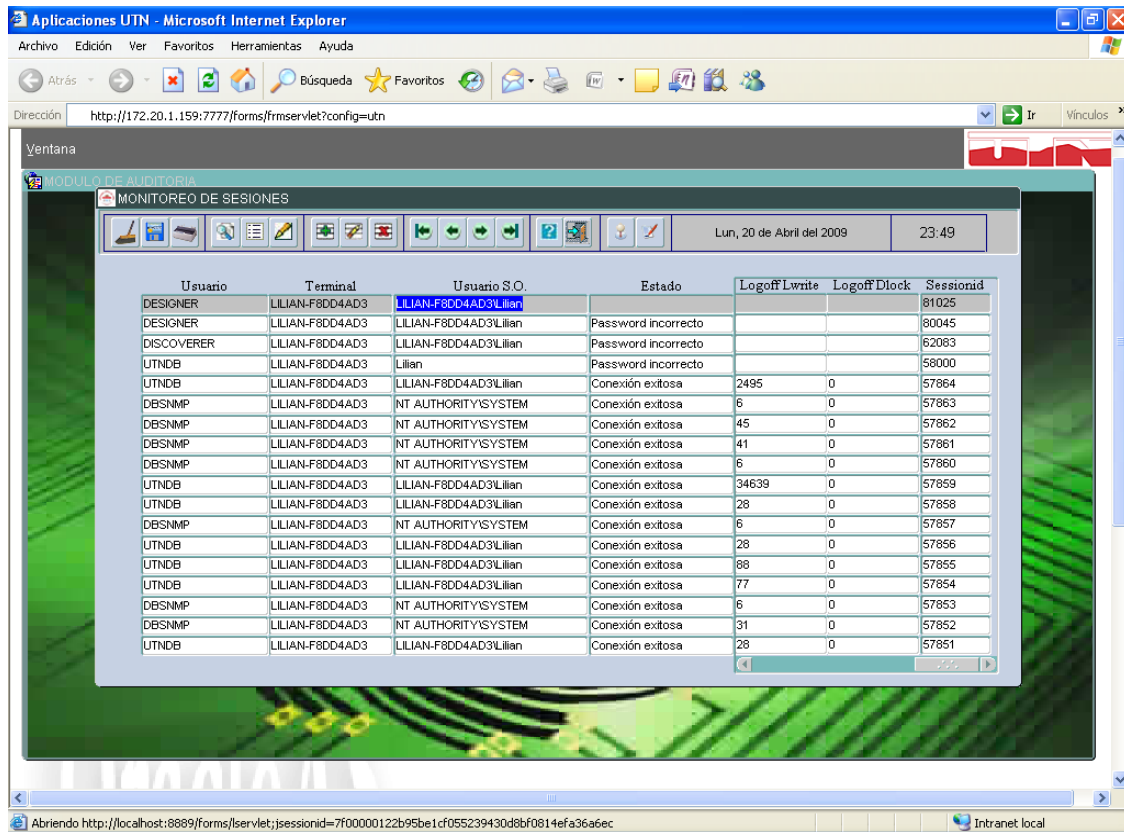 Aplicaciones UTN - Microsoft Internet Explorer
Archivo Edición Ver Favoritos Herramientas Ayuda
Atrás Búsqueda Favoritos
Dirección http://172.20.1.159:7777/forms/frmservlet?config=utn Ir Vínculos »
Ventana
MODULO DE AUDITORIA
MONITOREO DE SESIONES
Lun, 20 de Abril del 2009 23:49
Usuario Terminal Usuario S.O. Estado Logoff Lwrite Logoff Dlock Sessionid
DESIGNER LILIAN-F8DD4AD3 LILIAN-F8DD4AD3\Lilian 81025
DESIGNER LILIAN-F8DD4AD3 LILIAN-F8DD4AD3\Lilian Password incorrecto 80045
DISCOVERER LILIAN-F8DD4AD3 LILIAN-F8DD4AD3\Lilian Password incorrecto 62083
UTNDB LILIAN-F8DD4AD3 Lilian Password incorrecto 58000
UTNDB LILIAN-F8DD4AD3 LILIAN-F8DD4AD3\Lilian Conexión exitosa 2495 0 57864
DBSNMP LILIAN-F8DD4AD3 NT AUTHORITY\SYSTEM Conexión exitosa 6 0 57863
DBSNMP LILIAN-F8DD4AD3 NT AUTHORITY\SYSTEM Conexión exitosa 45 0 57862
DBSNMP LILIAN-F8DD4AD3 NT AUTHORITY\SYSTEM Conexión exitosa 41 0 57861
DBSNMP LILIAN-F8DD4AD3 NT AUTHORITY\SYSTEM Conexión exitosa 6 0 57860
UTNDB LILIAN-F8DD4AD3 LILIAN-F8DD4AD3\Lilian Conexión exitosa 34639 0 57859
UTNDB LILIAN-F8DD4AD3 LILIAN-F8DD4AD3\Lilian Conexión exitosa 28 0 57858
DBSNMP LILIAN-F8DD4AD3 NT AUTHORITY\SYSTEM Conexión exitosa 6 0 57857
UTNDB LILIAN-F8DD4AD3 LILIAN-F8DD4AD3\Lilian Conexión exitosa 28 0 57856
UTNDB LILIAN-F8DD4AD3 LILIAN-F8DD4AD3\Lilian Conexión exitosa 88 0 57855
UTNDB LILIAN-F8DD4AD3 LILIAN-F8DD4AD3\Lilian Conexión exitosa 77 0 57854
DBSNMP LILIAN-F8DD4AD3 NT AUTHORITY\SYSTEM Conexión exitosa 6 0 57853
DBSNMP LILIAN-F8DD4AD3 NT AUTHORITY\SYSTEM Conexión exitosa 31 0 57852
UTNDB LILIAN-F8DD4AD3 LILIAN-F8DD4AD3\Lilian Conexión exitosa 28 0 57851
Abriendo http://localhost:8889/forms/lservlet;jsessionid=7f00000122b95be1cf055239430d8bf0814efa36a6ec Intranet local